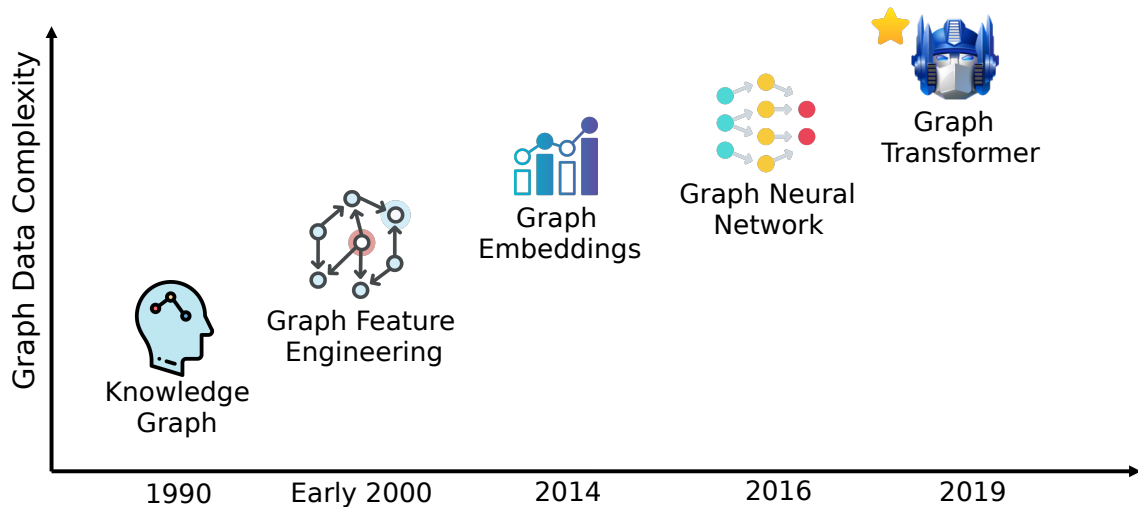 Graph Data Complexity
Knowledge
Graph
Graph Feature
Engineering
Graph
Embeddings
Graph Neural
Network
Graph
Transformer
1990
Early 2000
2014
2016
2019